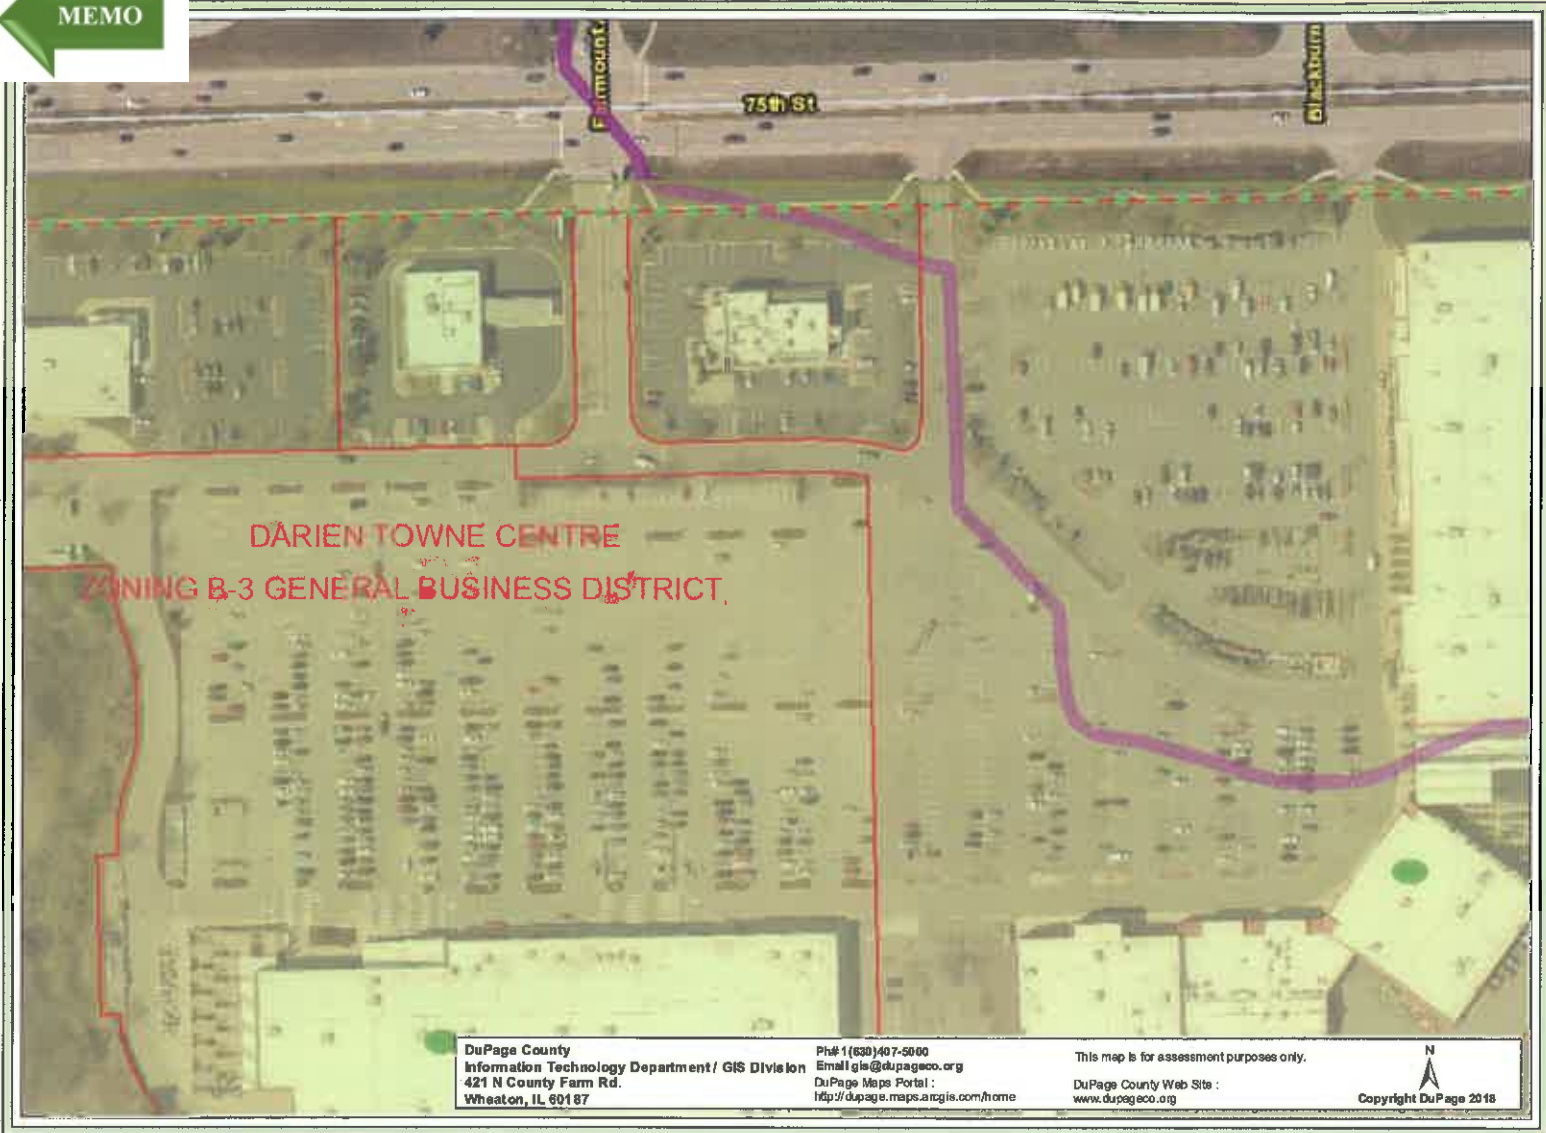 MEMO
Fairmount
75th St
Blackburn
DARIEN TOWNE CENTRE
ZONING B-3 GENERAL BUSINESS DISTRICT
DuPage County
Information Technology Department / GIS Division
421 N County Farm Rd.
Wheaton, IL 60187
Ph# 1(630)407-5000
Email gis@dupageco.org
DuPage Maps Portal :
http://dupage.maps.arcgis.com/home
This map is for assessment purposes only.
DuPage County Web Site :
www.dupageco.org
N
Copyright DuPage 2018